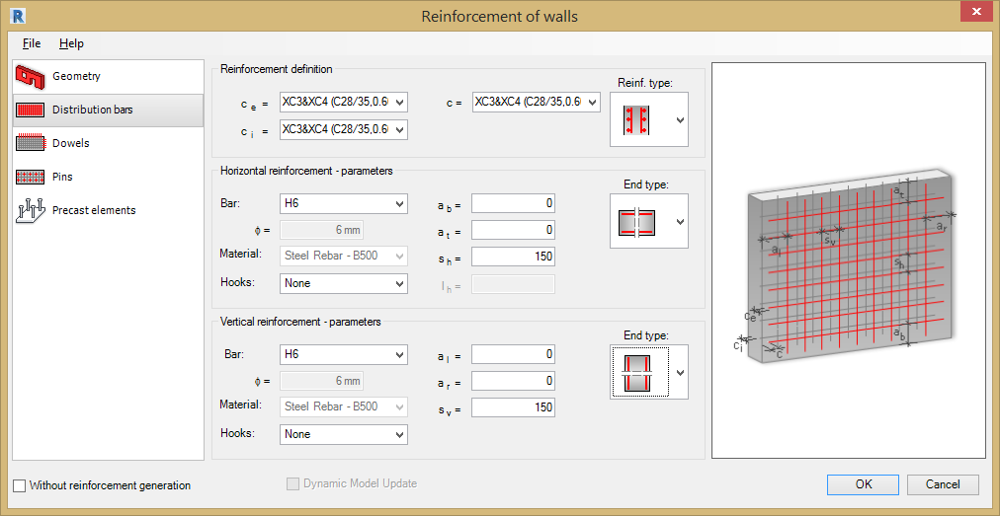 R
Reinforcement of walls
File Help
Geometry
Distribution bars
Dowels
Pins
Precast elements
Reinforcement definition
c e = XC3&XC4 (C28/35,0.6
c = XC3&XC4 (C28/35,0.6
c i = XC3&XC4 (C28/35,0.6
Reinf. type:
Horizontal reinforcement - parameters
Bar: H6
ϕ = 6 mm
Material: Steel Rebar - B500
Hooks: None
a b = 0
a t = 0
s h = 150
l h =
End type:
Vertical reinforcement - parameters
Bar: H6
ϕ = 6 mm
Material: Steel Rebar - B500
Hooks: None
a l = 0
a r = 0
s v = 150
End type:
a t
a r
a l
s v
s h
c e
c i
c
a b
Without reinforcement generation
Dynamic Model Update
OK
Cancel